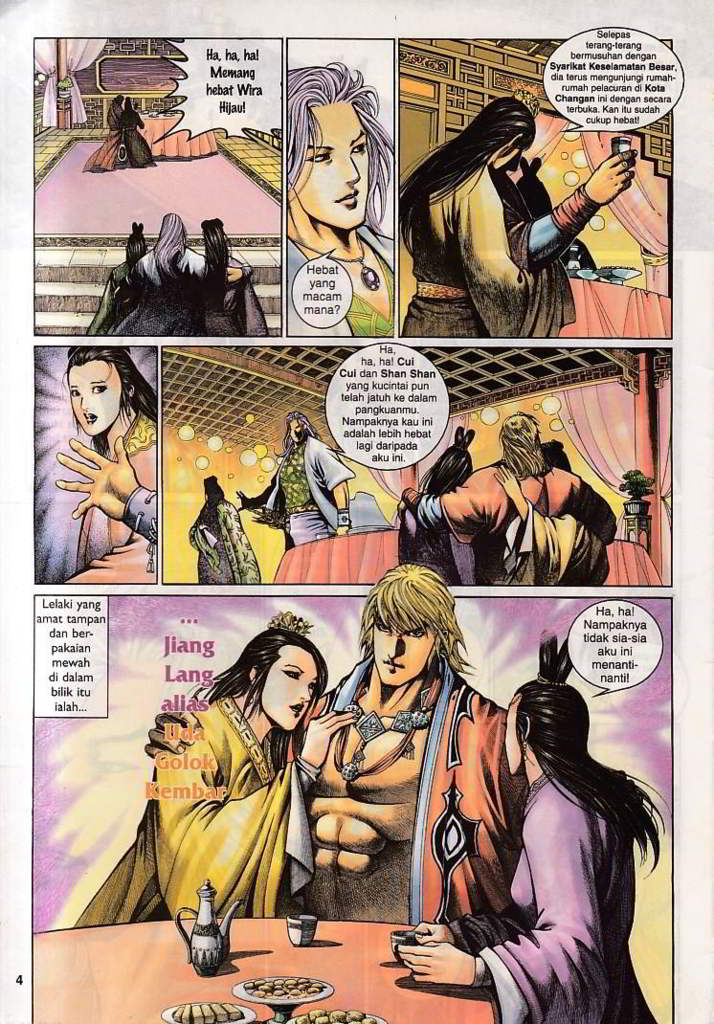 Ha, ha, ha!
Memang
hebat Wira
Hijau!
Hebat
yang
macam
mana?
Selepas
terang-terang
bermusuhan dengan
Syarikat Keselamatan Besar,
dia terus mengunjungi rumah-
rumah pelacuran di Kota
Changan ini dengan secara
terbuka. Kan itu sudah
cukup hebat!
Ha,
ha, ha! Cui
Cui dan Shan Shan
yang kucintai pun
telah jatuh ke dalam
pangkuanmu.
Nampaknya kau ini
adalah lebih hebat
lagi daripada
aku ini.
Lelaki yang
amat tampan
dan ber-
pakaian
mewah
di dalam
bilik itu
ialah...
...
Jiang
Lang
alias
Uda
Golok
Kembar
Ha, ha!
Nampaknya
tidak sia-sia
aku ini
menanti-
nanti!
4